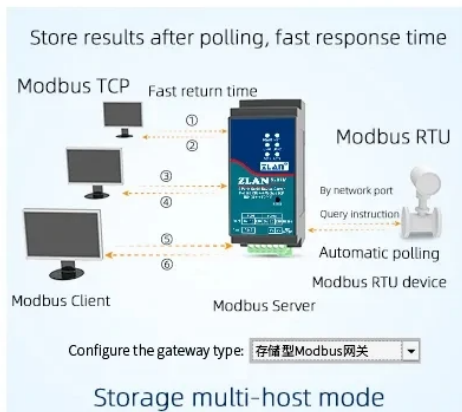 Store results after polling, fast response time
Modbus TCP
Fast return time
①
②
③
④
⑤
⑥
ZLAN
ZLAN
Modbus RTU
By network port
Query instruction
Automatic polling
Modbus RTU device
Modbus Client
Modbus Server
Configure the gateway type: 存储型Modbus网关
Storage multi-host mode